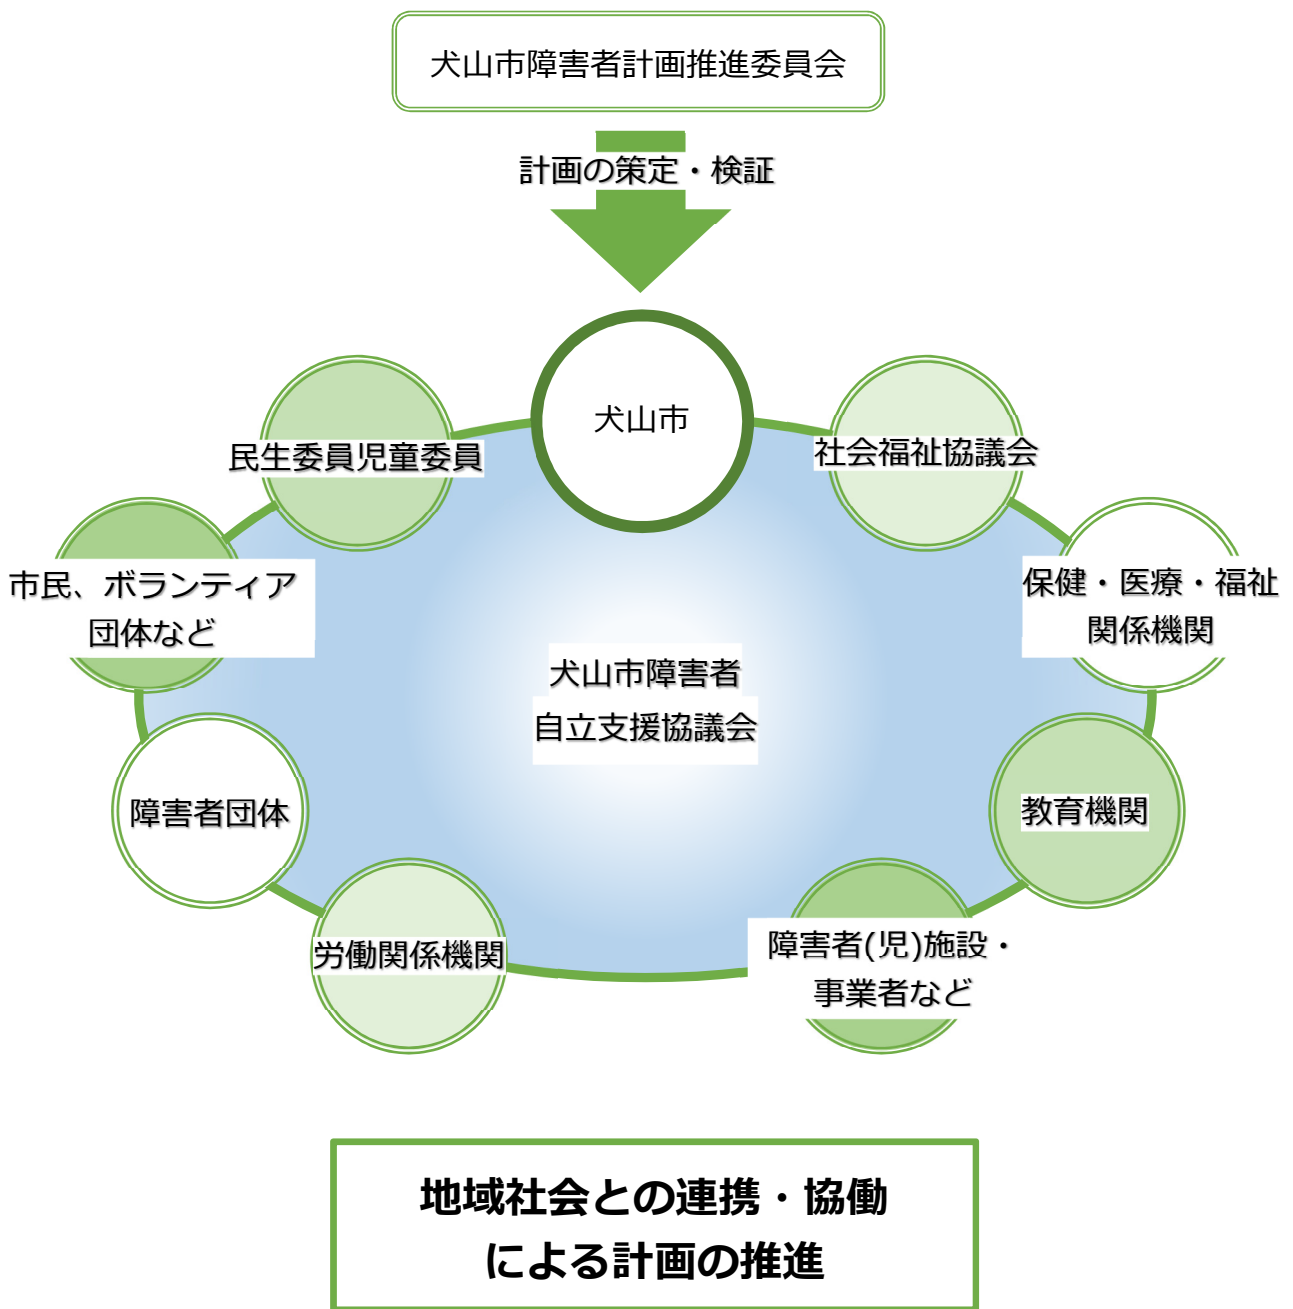 犬山市障害者計画推進委員会
計画の策定・検証
犬山市
民生委員児童委員
社会福祉協議会
市民、ボランティア
団体など
保健・医療・福祉
関係機関
犬山市障害者
自立支援協議会
障害者団体
教育機関
労働関係機関
障害者(児)施設・
事業者など
地域社会との連携・協働
による計画の推進